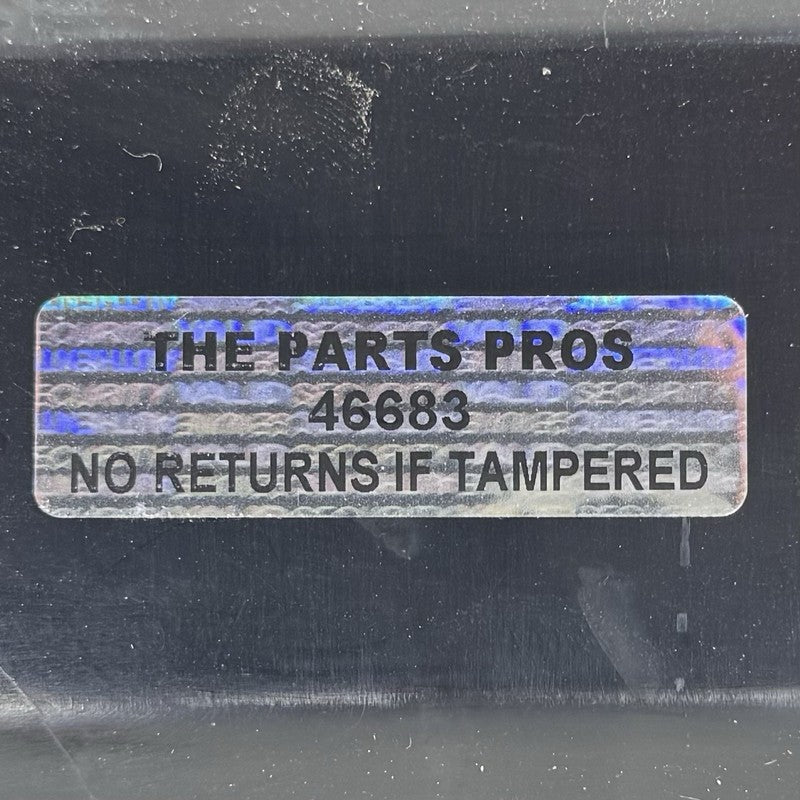 THE PARTS PROS
46683
NO RETURNS IF TAMPERED